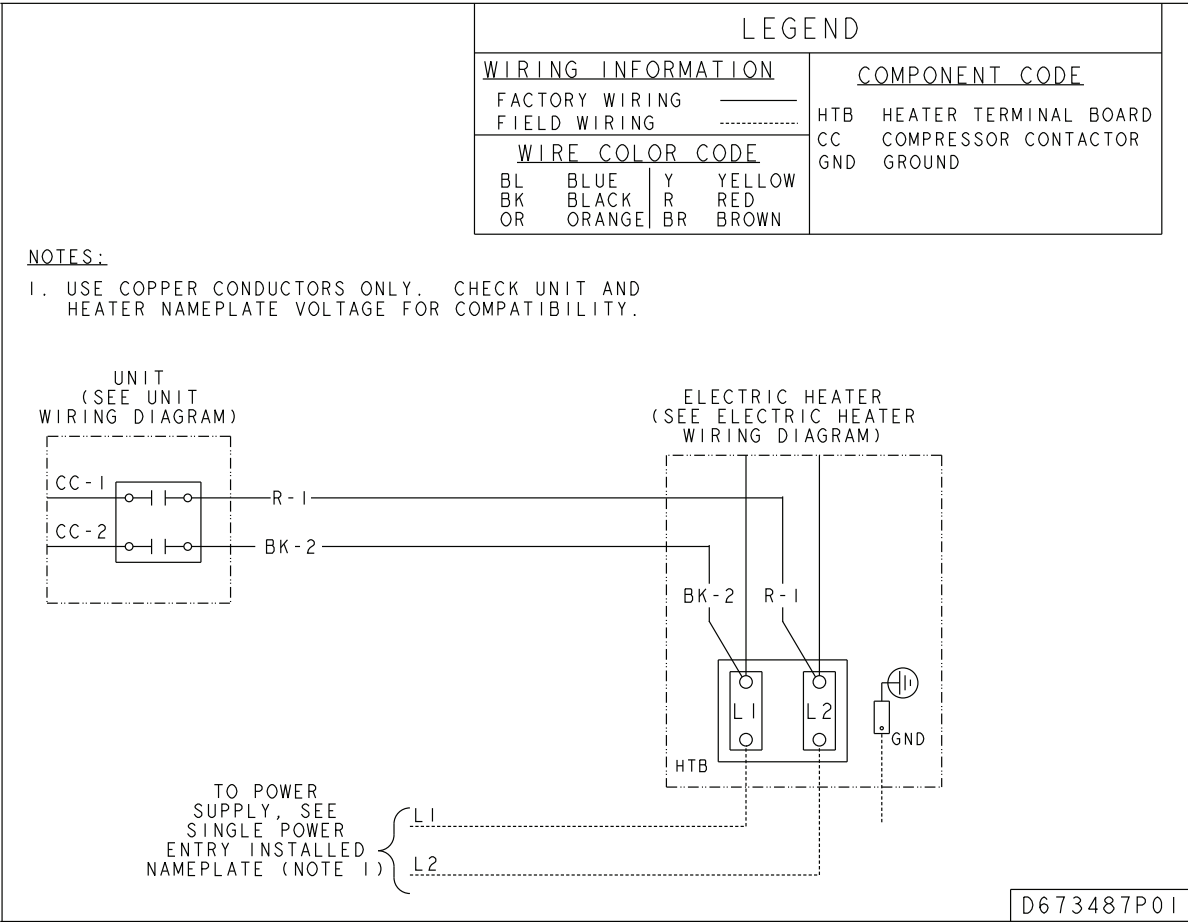 LEGEND
WIRING INFORMATION
FACTORY WIRING
FIELD WIRING
WIRE COLOR CODE
BL BLUE Y YELLOW
BK BLACK R RED
OR ORANGE BR BROWN
COMPONENT CODE
HTB HEATER TERMINAL BOARD
CC COMPRESSOR CONTACTOR
GND GROUND
NOTES:
1. USE COPPER CONDUCTORS ONLY. CHECK UNIT AND
HEATER NAMEPLATE VOLTAGE FOR COMPATIBILITY.
UNIT
(SEE UNIT
WIRING DIAGRAM)
CC-1
CC-2
R-1
BK-2
ELECTRIC HEATER
(SEE ELECTRIC HEATER
WIRING DIAGRAM)
BK-2 R-1
L1 L2
GND
HTB
TO POWER
SUPPLY, SEE
SINGLE POWER
ENTRY INSTALLED
NAMEPLATE (NOTE 1)
L1
L2
D673487P01